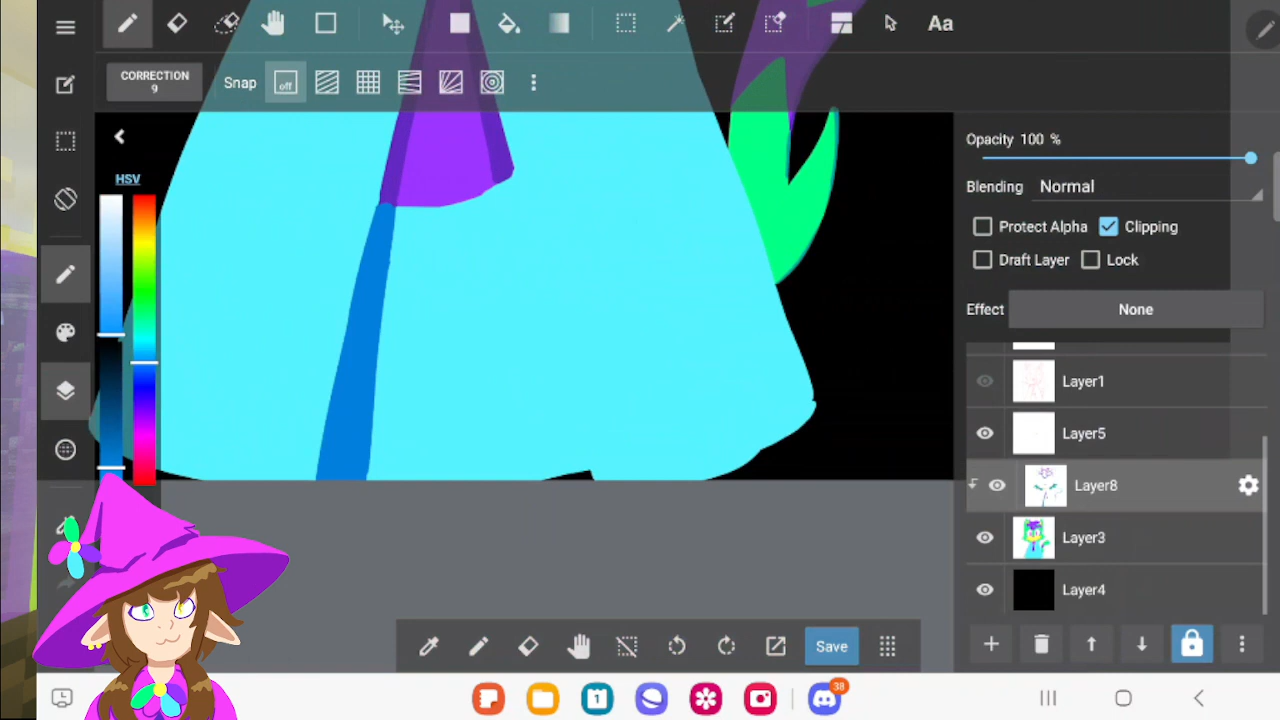 Aa
CORRECTION
9
Snap
off
HSV
Opacity 100 %
Blending Normal
Protect Alpha Clipping
Draft Layer Lock
Effect None
Layer1
Layer5
Layer8
Layer3
Layer4
Save
1
38